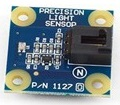 PRECISION
LIGHT
SENSOR
N
P/N 1127